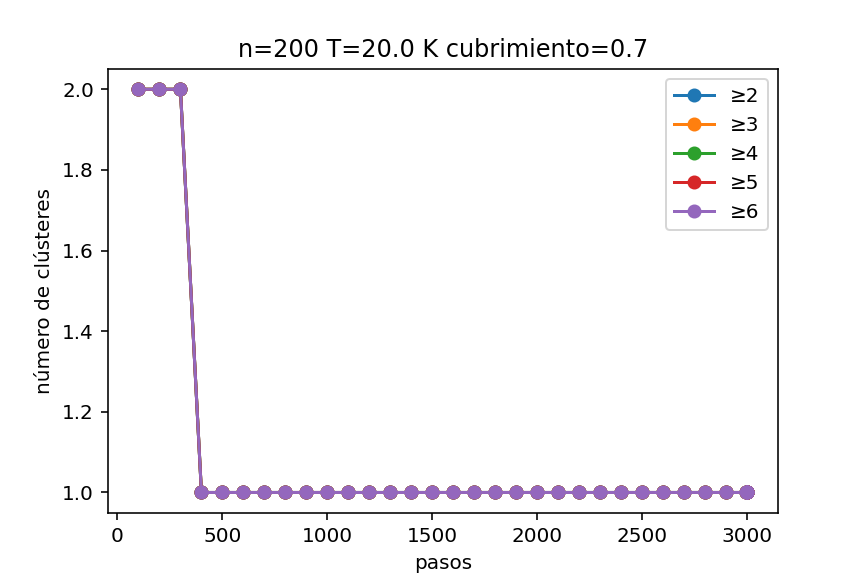 n=200 T=20.0 K cubrimiento=0.7
2.0
1.8
1.6
1.4
1.2
1.0
número de clústeres
≥2
≥3
≥4
≥5
≥6
0 500 1000 1500 2000 2500 3000
pasos